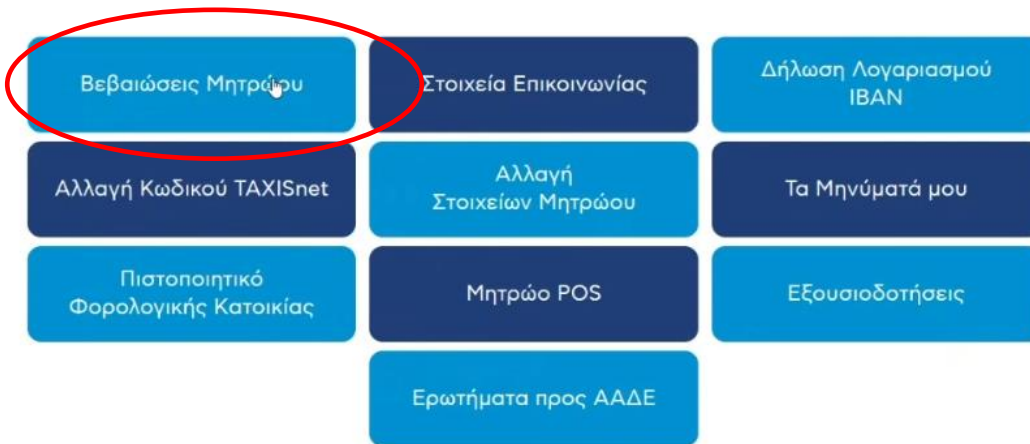 Βεβαιώσεις Μητρώου
Στοιχεία Επικοινωνίας
Δήλωση Λογαριασμού
IBAN
Αλλαγή Κωδικού TAXISnet
Αλλαγή
Στοιχείων Μητρώου
Τα Μηνύματά μου
Πιστοποιητικό
Φορολογικής Κατοικίας
Μητρώο POS
Εξουσιοδοτήσεις
Ερωτήματα προς ΑΑΔΕ